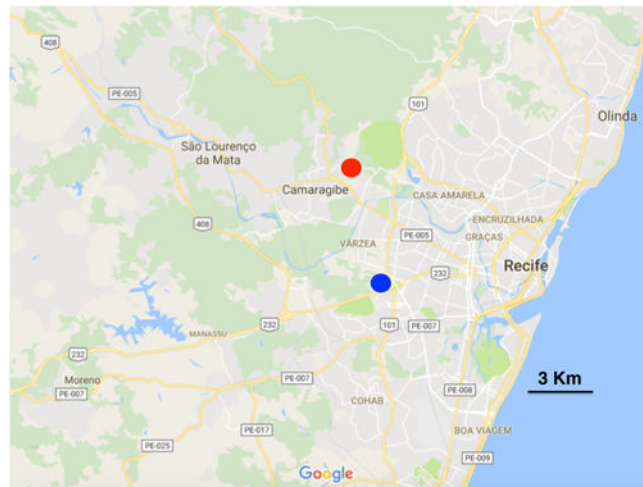 408
101
Olinda
PE-005
São Lourenço
da Mata
Camaragibe
CASA AMARELA
ENCRUZILHADA
408
VÁRZEA
PE-005
GRAÇAS
Recife
232
232
101
PE-007
MANASSU
232
PE-007
3 Km
Moreno
PE-007
PE-008
COHAB
PE-017
BOA VIAGEM
PE-025
PE-009
Google